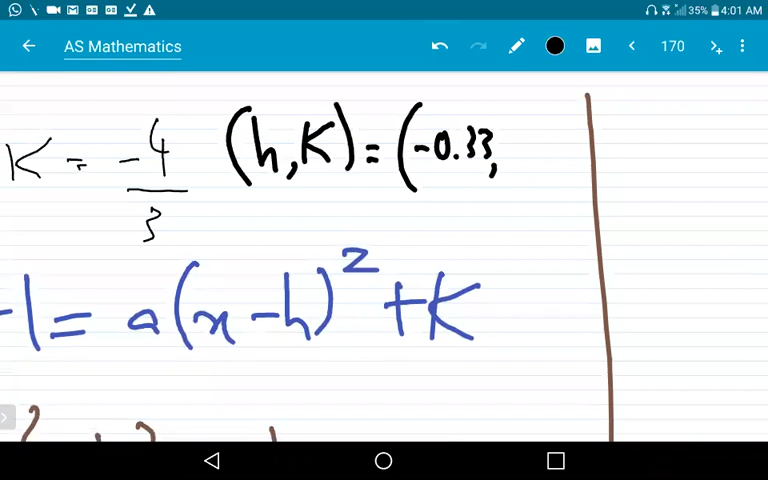 35% 4:01 AM
AS Mathematics 170
K = -4/3 (h,K) = (-0.33,
-1 = a(x-h)² +K